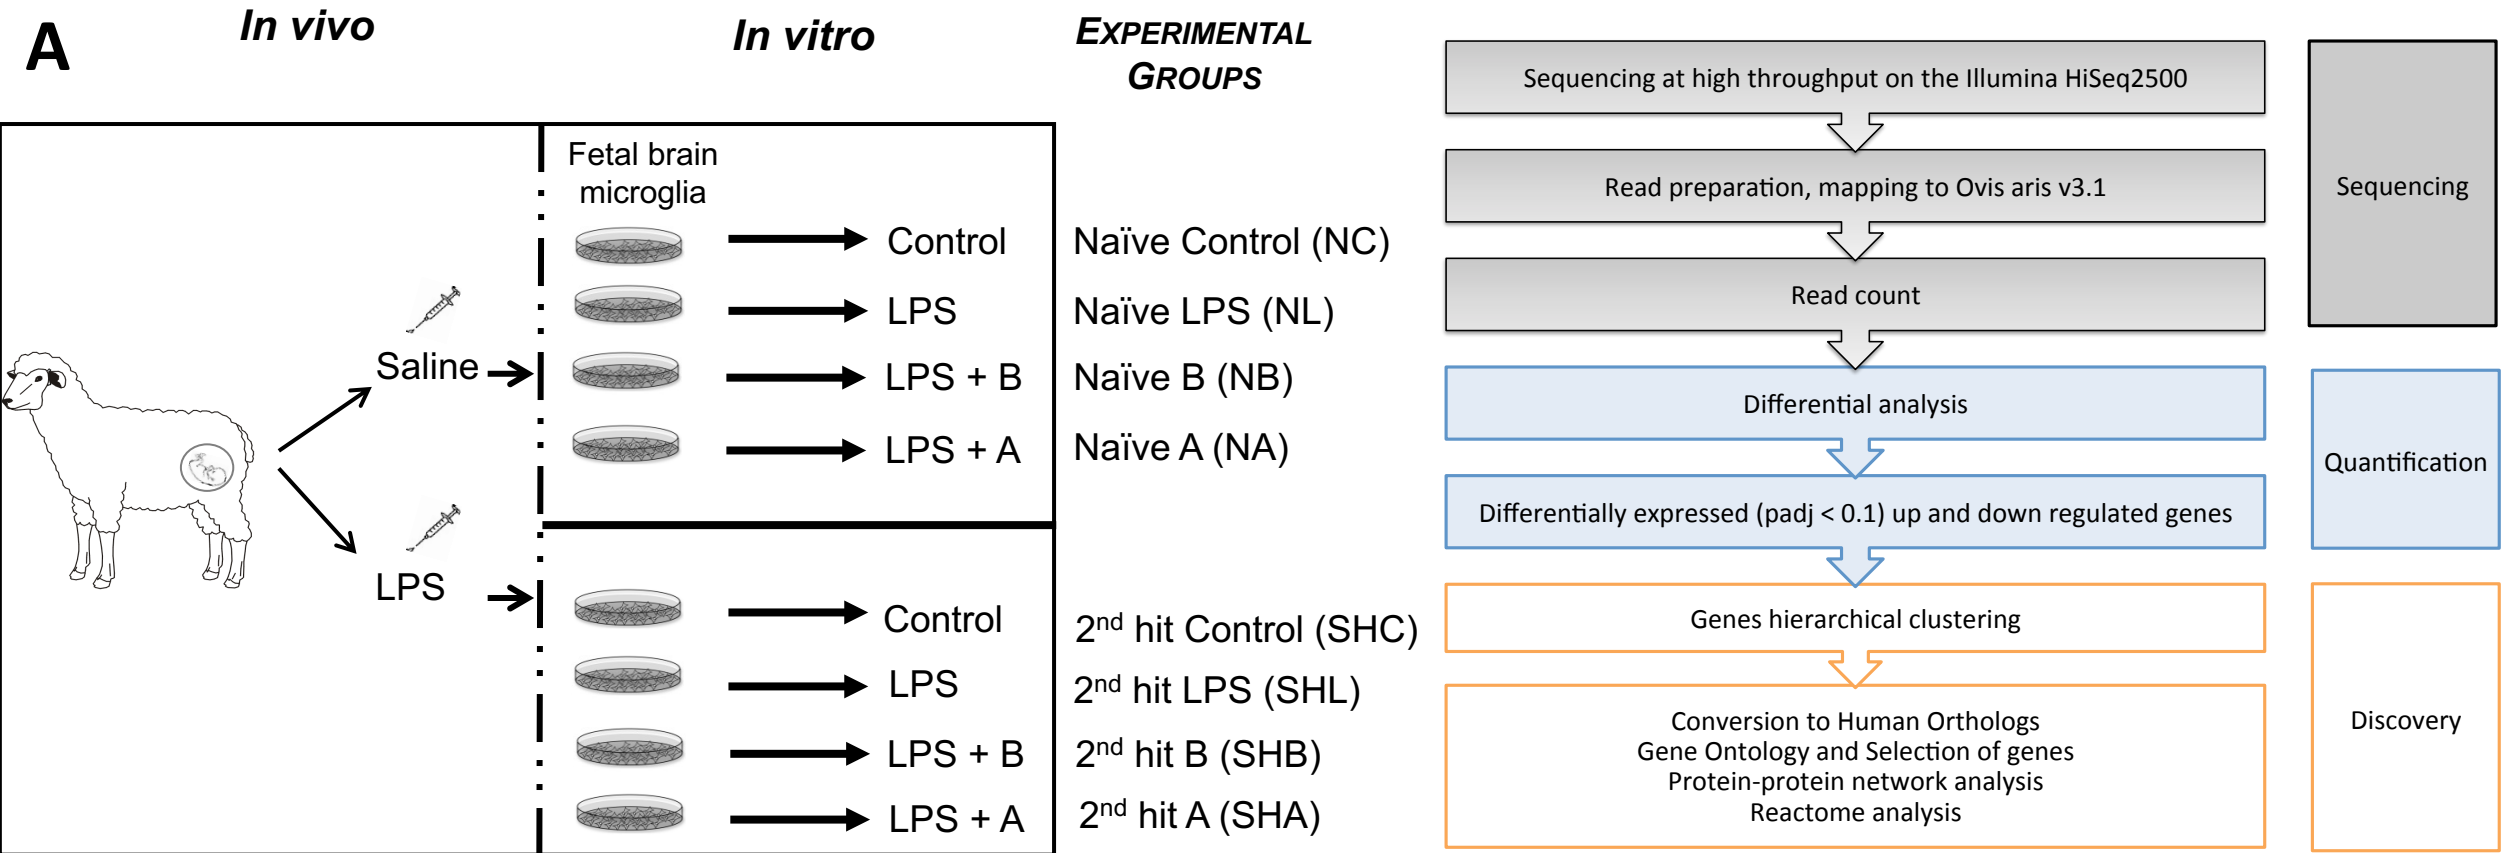 A
In vivo
In vitro
EXPERIMENTAL
GROUPS
Fetal brain
microglia
Saline
LPS
Control
LPS
LPS + B
LPS + A
Control
LPS
LPS + B
LPS + A
Naïve Control (NC)
Naïve LPS (NL)
Naïve B (NB)
Naïve A (NA)
2nd hit Control (SHC)
2nd hit LPS (SHL)
2nd hit B (SHB)
2nd hit A (SHA)
Sequencing at high throughput on the Illumina HiSeq2500
Read preparation, mapping to Ovis aris v3.1
Read count
Differential analysis
Differentially expressed (padj < 0.1) up and down regulated genes
Genes hierarchical clustering
Conversion to Human Orthologs
Gene Ontology and Selection of genes
Protein-protein network analysis
Reactome analysis
Sequencing
Quantification
Discovery